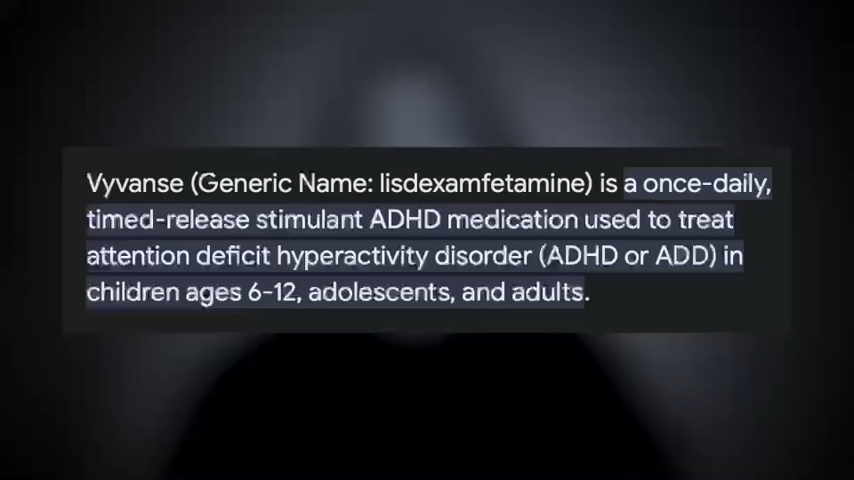 Vyvanse (Generic Name: lisdexamfetamine) is a once-daily,
timed-release stimulant ADHD medication used to treat
attention deficit hyperactivity disorder (ADHD or ADD) in
children ages 6-12, adolescents, and adults.